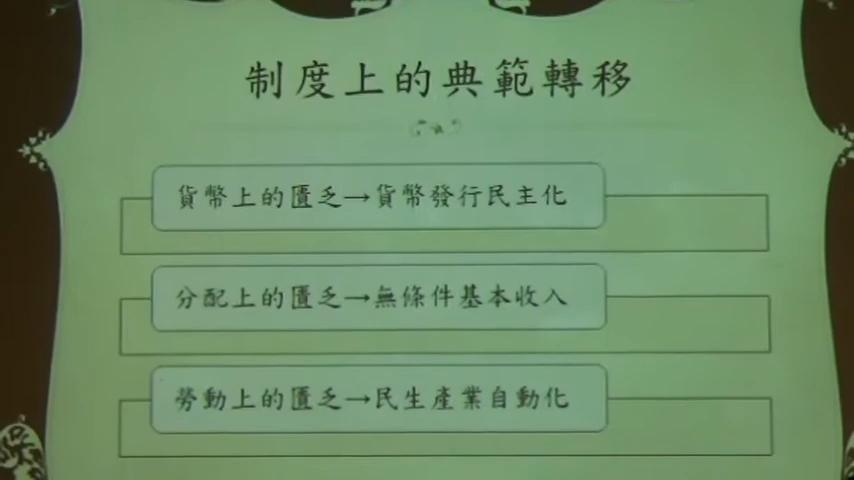 制度上的典範轉移
貨幣上的匱乏→貨幣發行民主化
分配上的匱乏→無條件基本收入
勞動上的匱乏→民生產業自動化